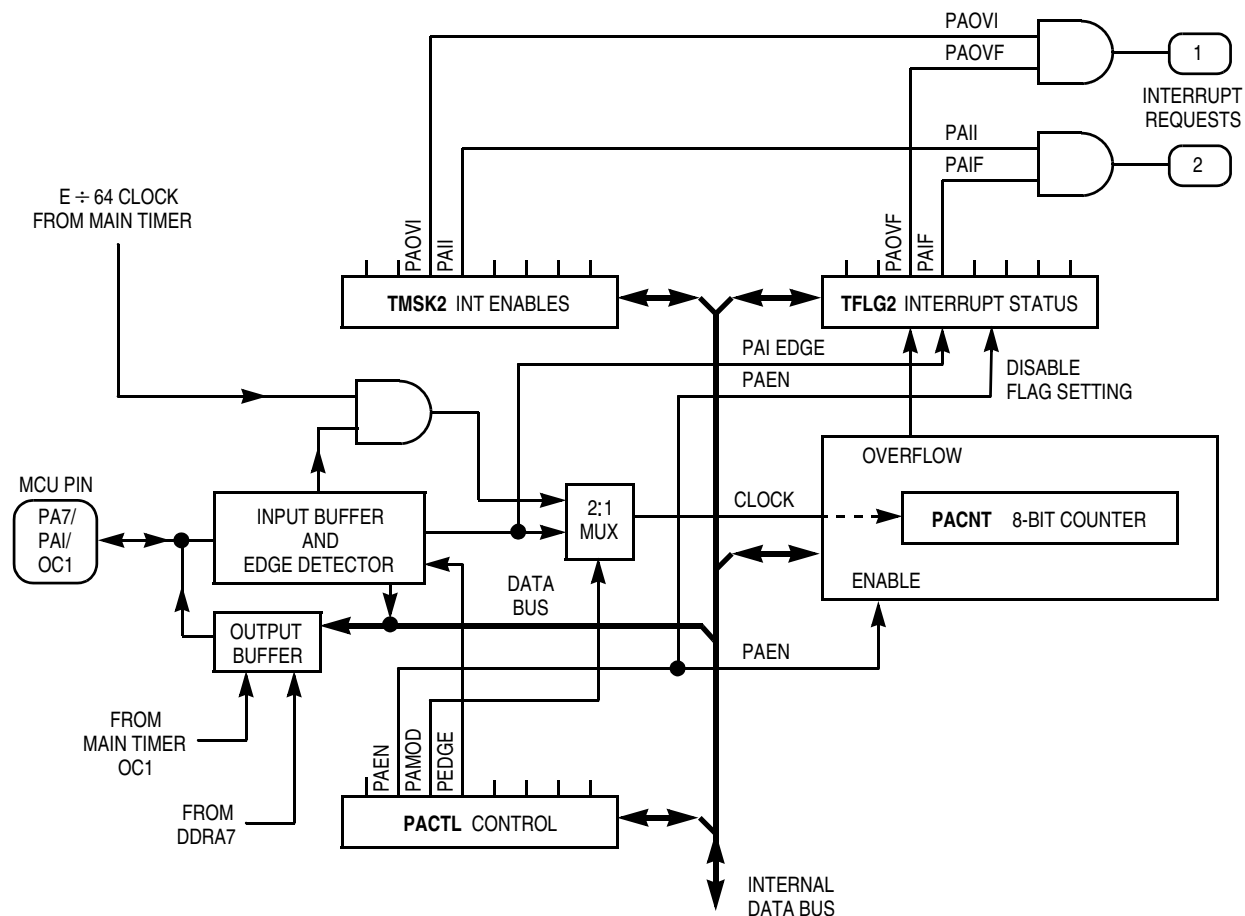 PAOVI
PAOVF
1
INTERRUPT
REQUESTS
PAII
PAIF
2
E ÷ 64 CLOCK
FROM MAIN TIMER
PAOVI
PAII
PAOVF
PAIF
TMSK2 INT ENABLES
TFLG2 INTERRUPT STATUS
PAI EDGE
PAEN
DISABLE
FLAG SETTING
OVERFLOW
MCU PIN
PA7/
PAI/
OC1
INPUT BUFFER
AND
EDGE DETECTOR
2:1
MUX
CLOCK
PACNT 8-BIT COUNTER
ENABLE
DATA
BUS
OUTPUT
BUFFER
PAEN
FROM
MAIN TIMER
OC1
PAEN
PAMOD
PEDGE
FROM
DDRA7
PACTL CONTROL
INTERNAL
DATA BUS